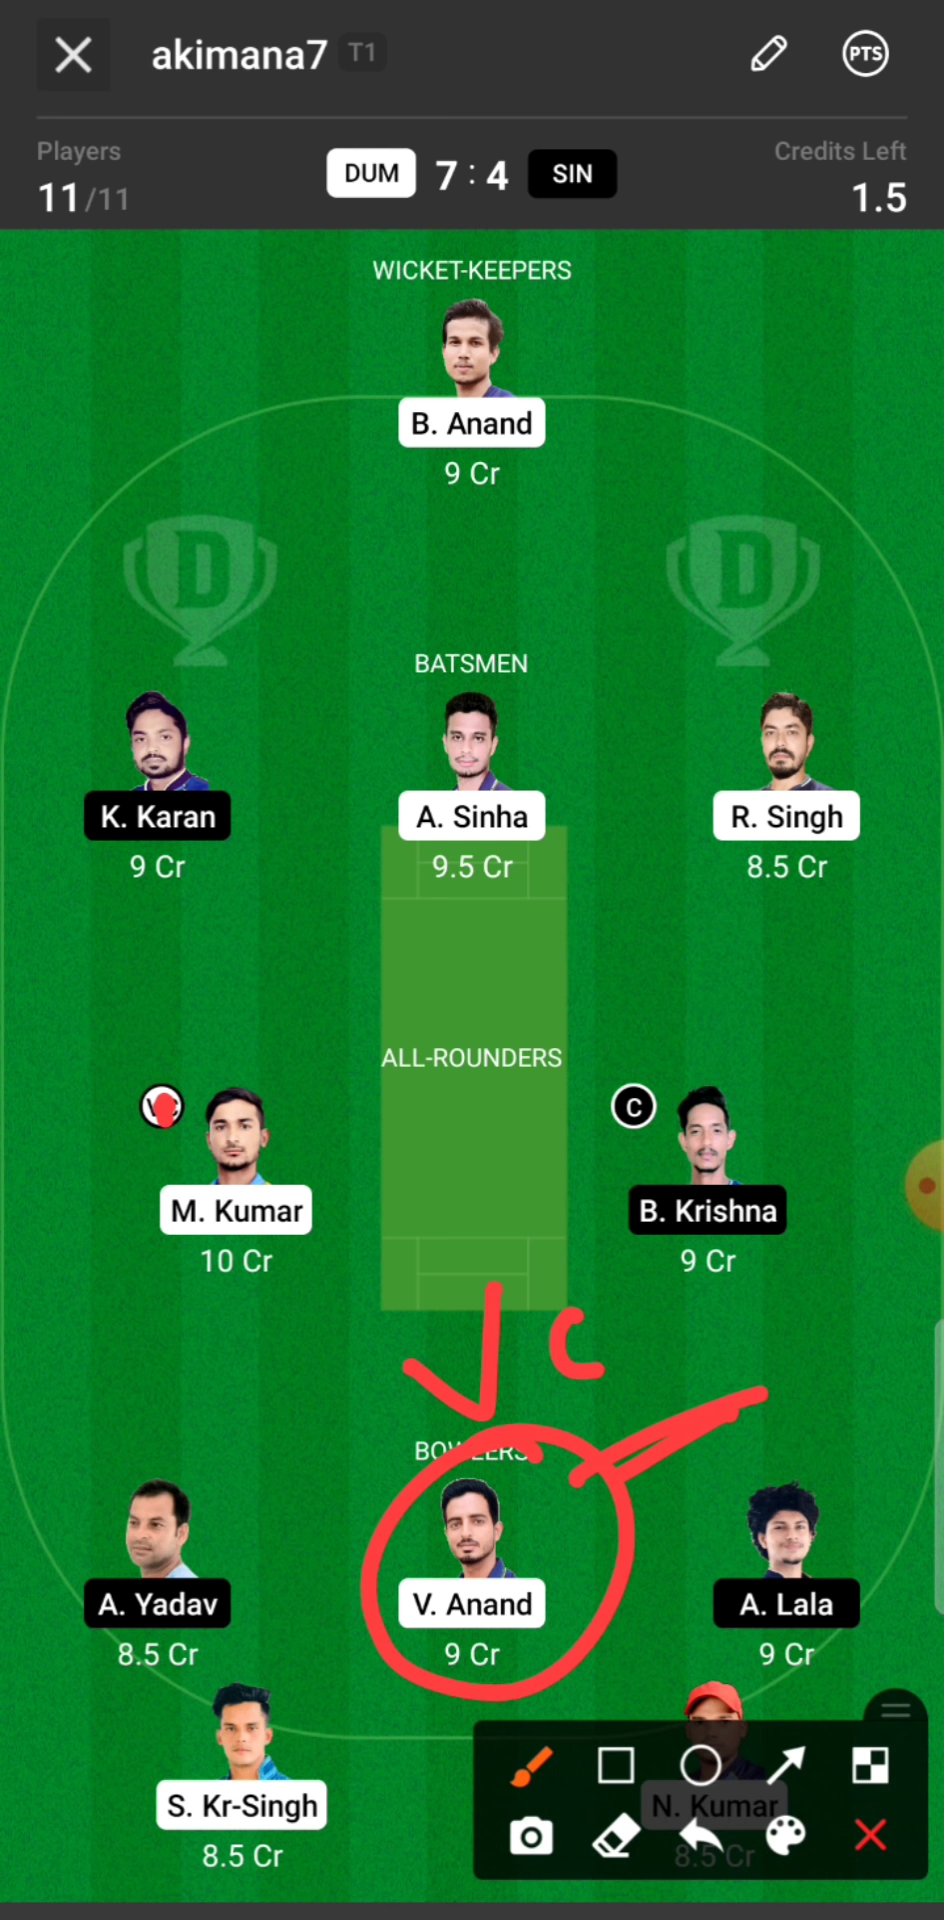 akimana7 T1 PTS
Players Credits Left
11/11 DUM 7 : 4 SIN 1.5
WICKET-KEEPERS
B. Anand
9 Cr
D D
BATSMEN
K. Karan A. Sinha R. Singh
9 Cr 9.5 Cr 8.5 Cr
ALL-ROUNDERS
C
M. Kumar B. Krishna
10 Cr 9 Cr
VC
BOWLERS
A. Yadav V. Anand A. Lala
8.5 Cr 9 Cr 9 Cr
S. Kr-Singh N. Kumar
8.5 Cr 8.5 Cr